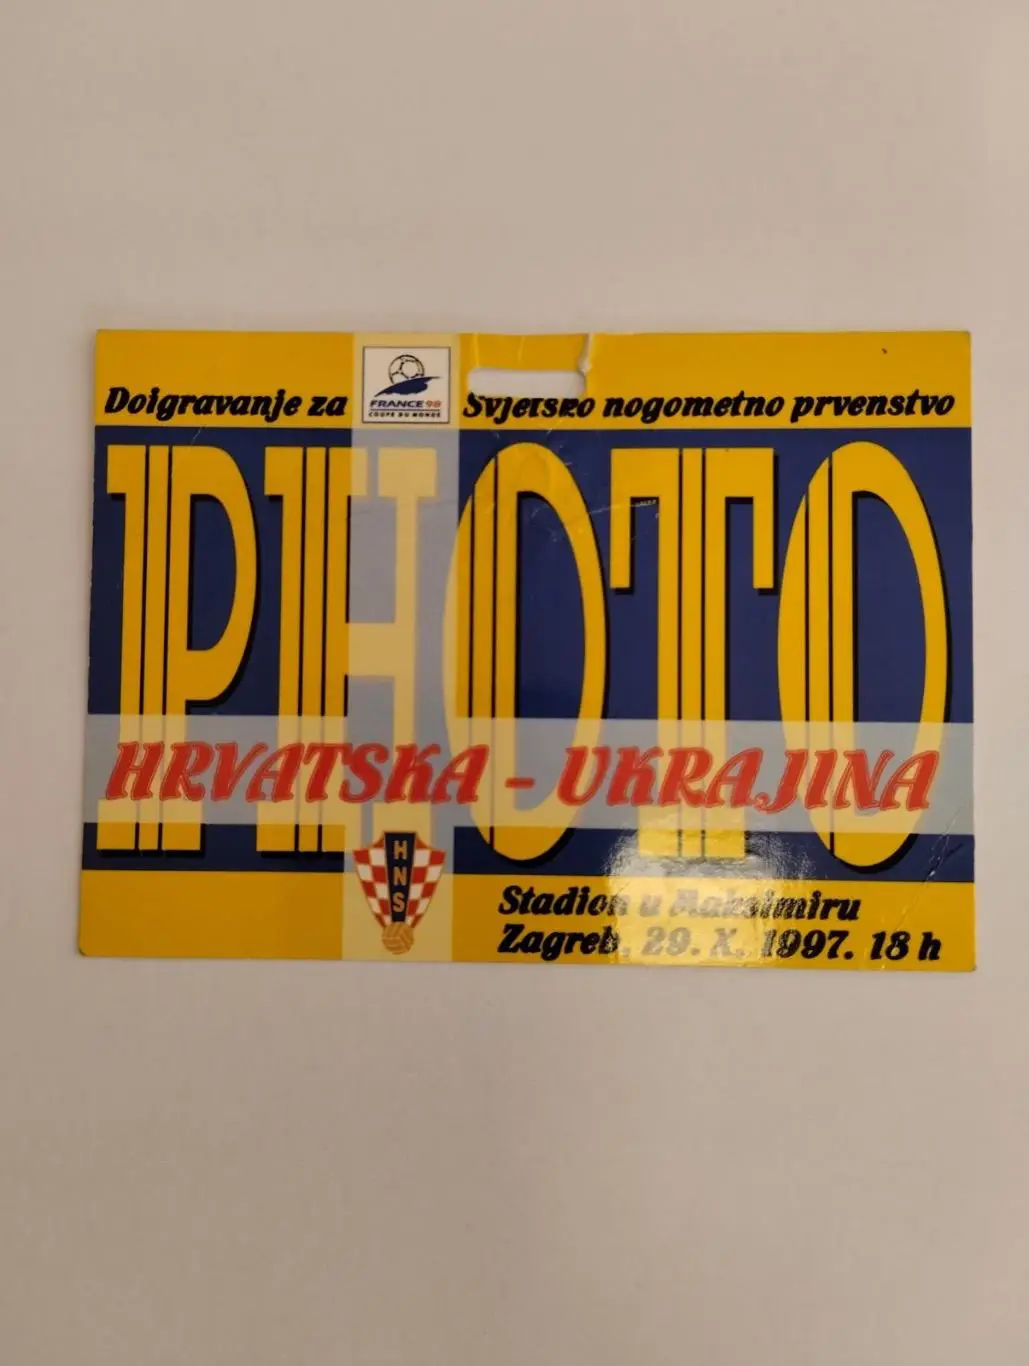 Doigravanje za Svjetsko nogometno prvenstvo
FRANCE 98
COUPE DU MONDE
PHOTO
HRVATSKA - UKRAJINA
HNS
Stadion u Maksimiru
Zagreb, 29. X. 1997. 18 h